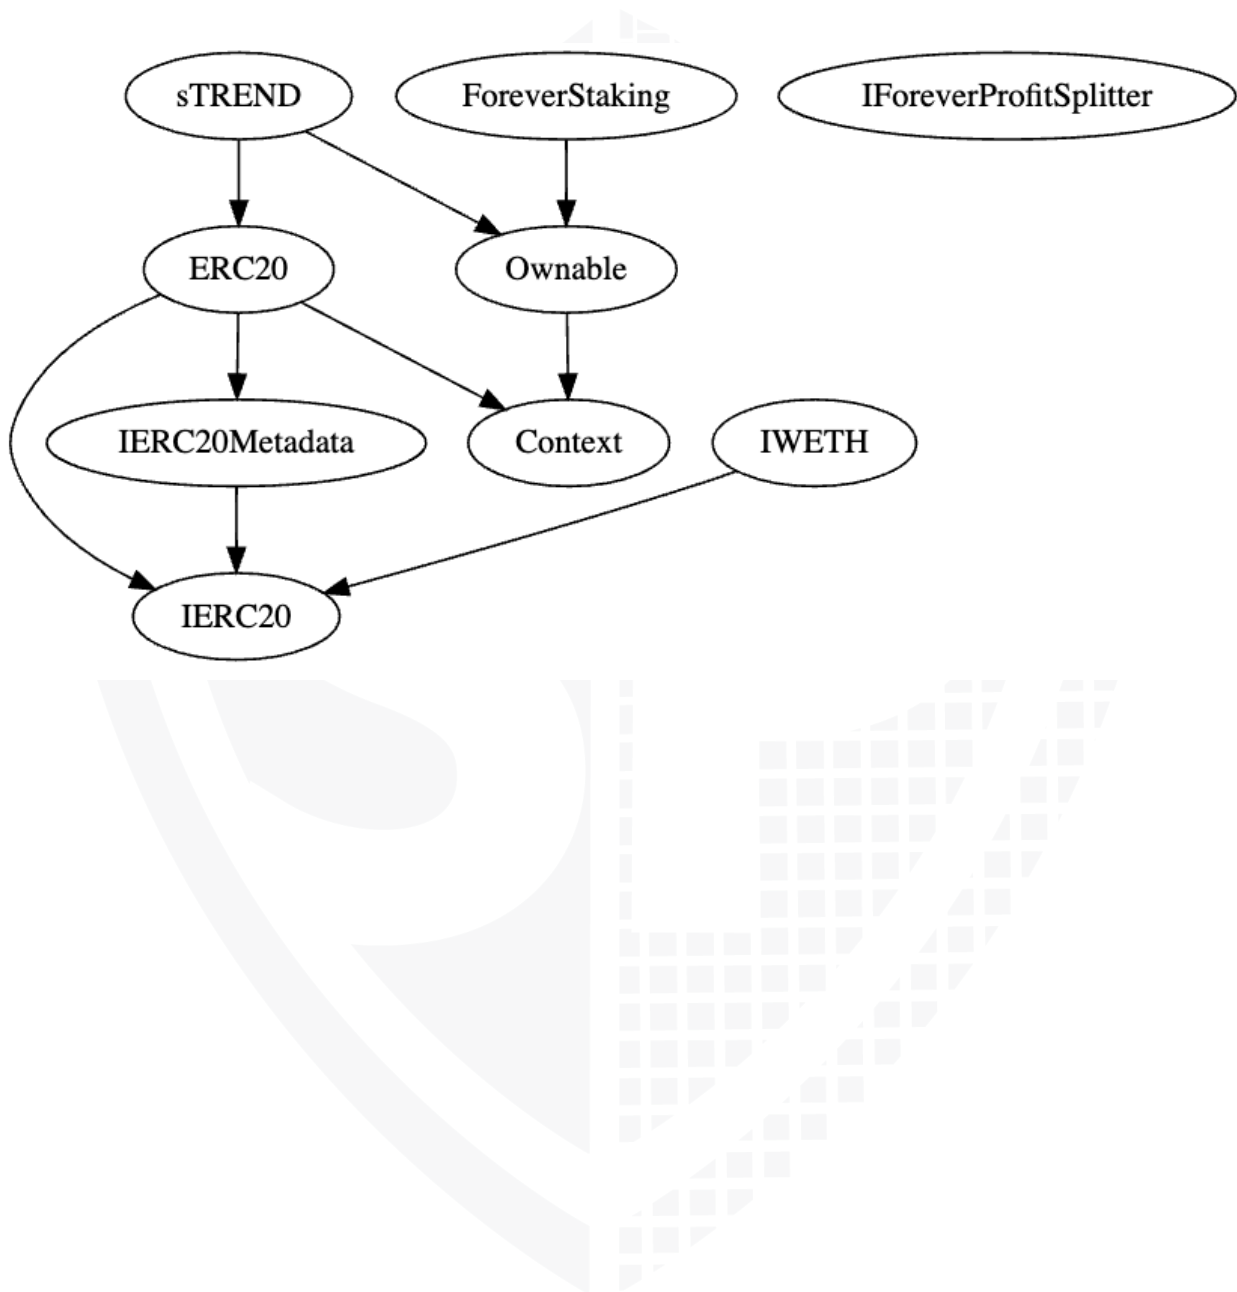 sTREND
ForeverStaking
IForeverProfitSplitter
ERC20
Ownable
IERC20Metadata
Context
IWETH
IERC20